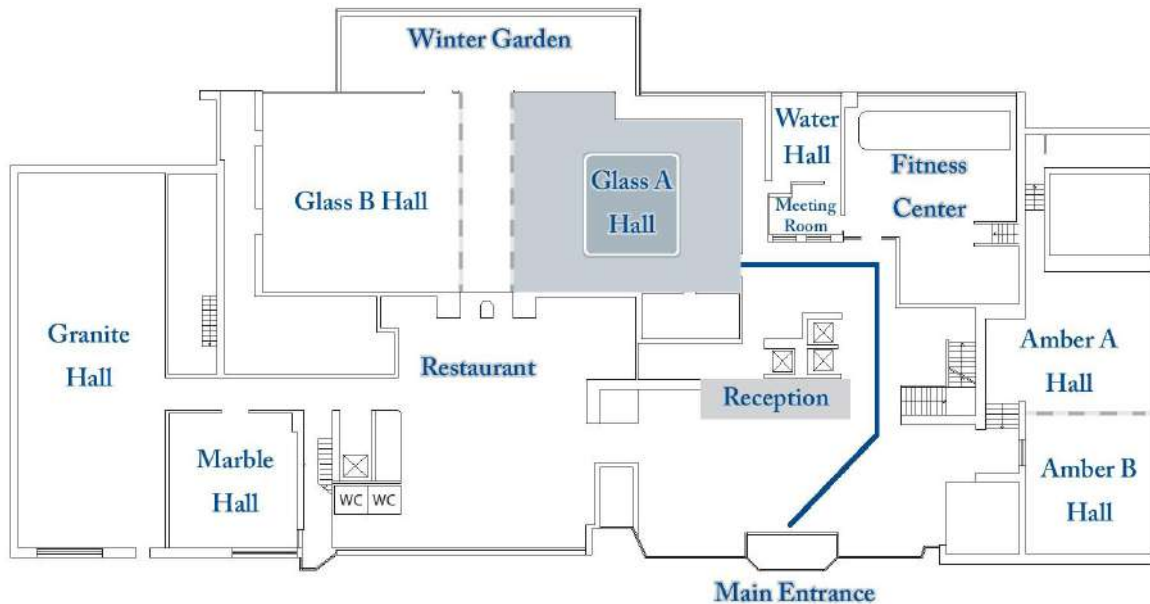 Winter Garden
Water
Hall
Fitness
Center
Glass A
Hall
Glass B Hall
Meeting
Room
Granite
Hall
Restaurant
Amber A
Hall
Reception
Marble
Hall
Amber B
Hall
WC WC
Main Entrance